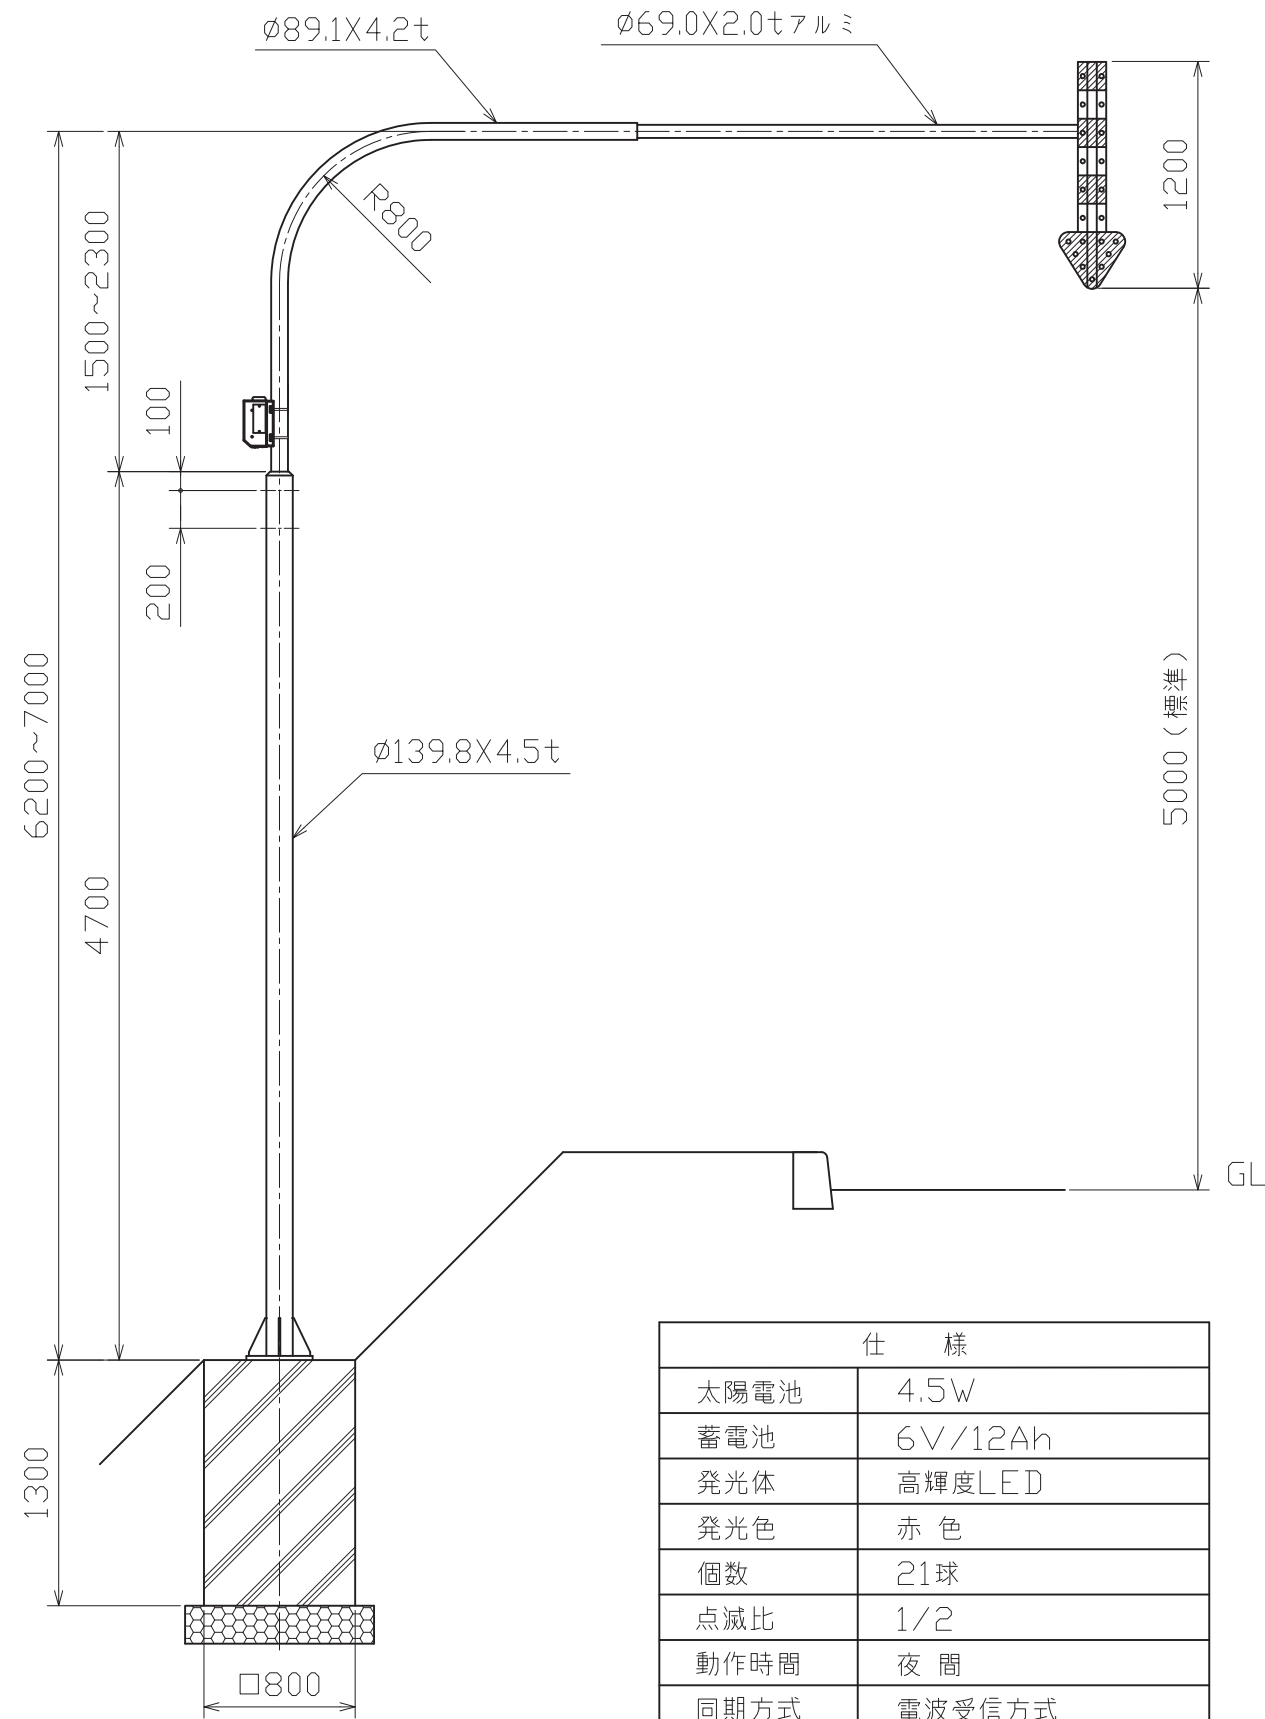 ø89.1X4.2t
ø69.0X2.0tアルミ
1200
R800
1500～2300
100
200
6200～7000
ø139.8X4.5t
5000（標準）
4700
GL
1300
□800
仕 様
太陽電池 4.5W
蓄電池 6V/12Ah
発光体 高輝度LED
発光色 赤 色
個数 21球
点滅比 1/2
動作時間 夜 間
同期方式 電波受信方式